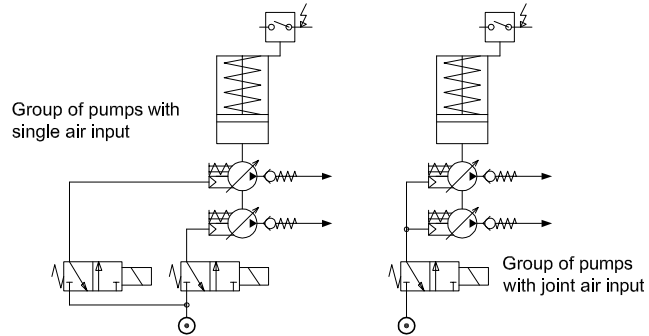 Group of pumps with
single air input
Group of pumps
with joint air input